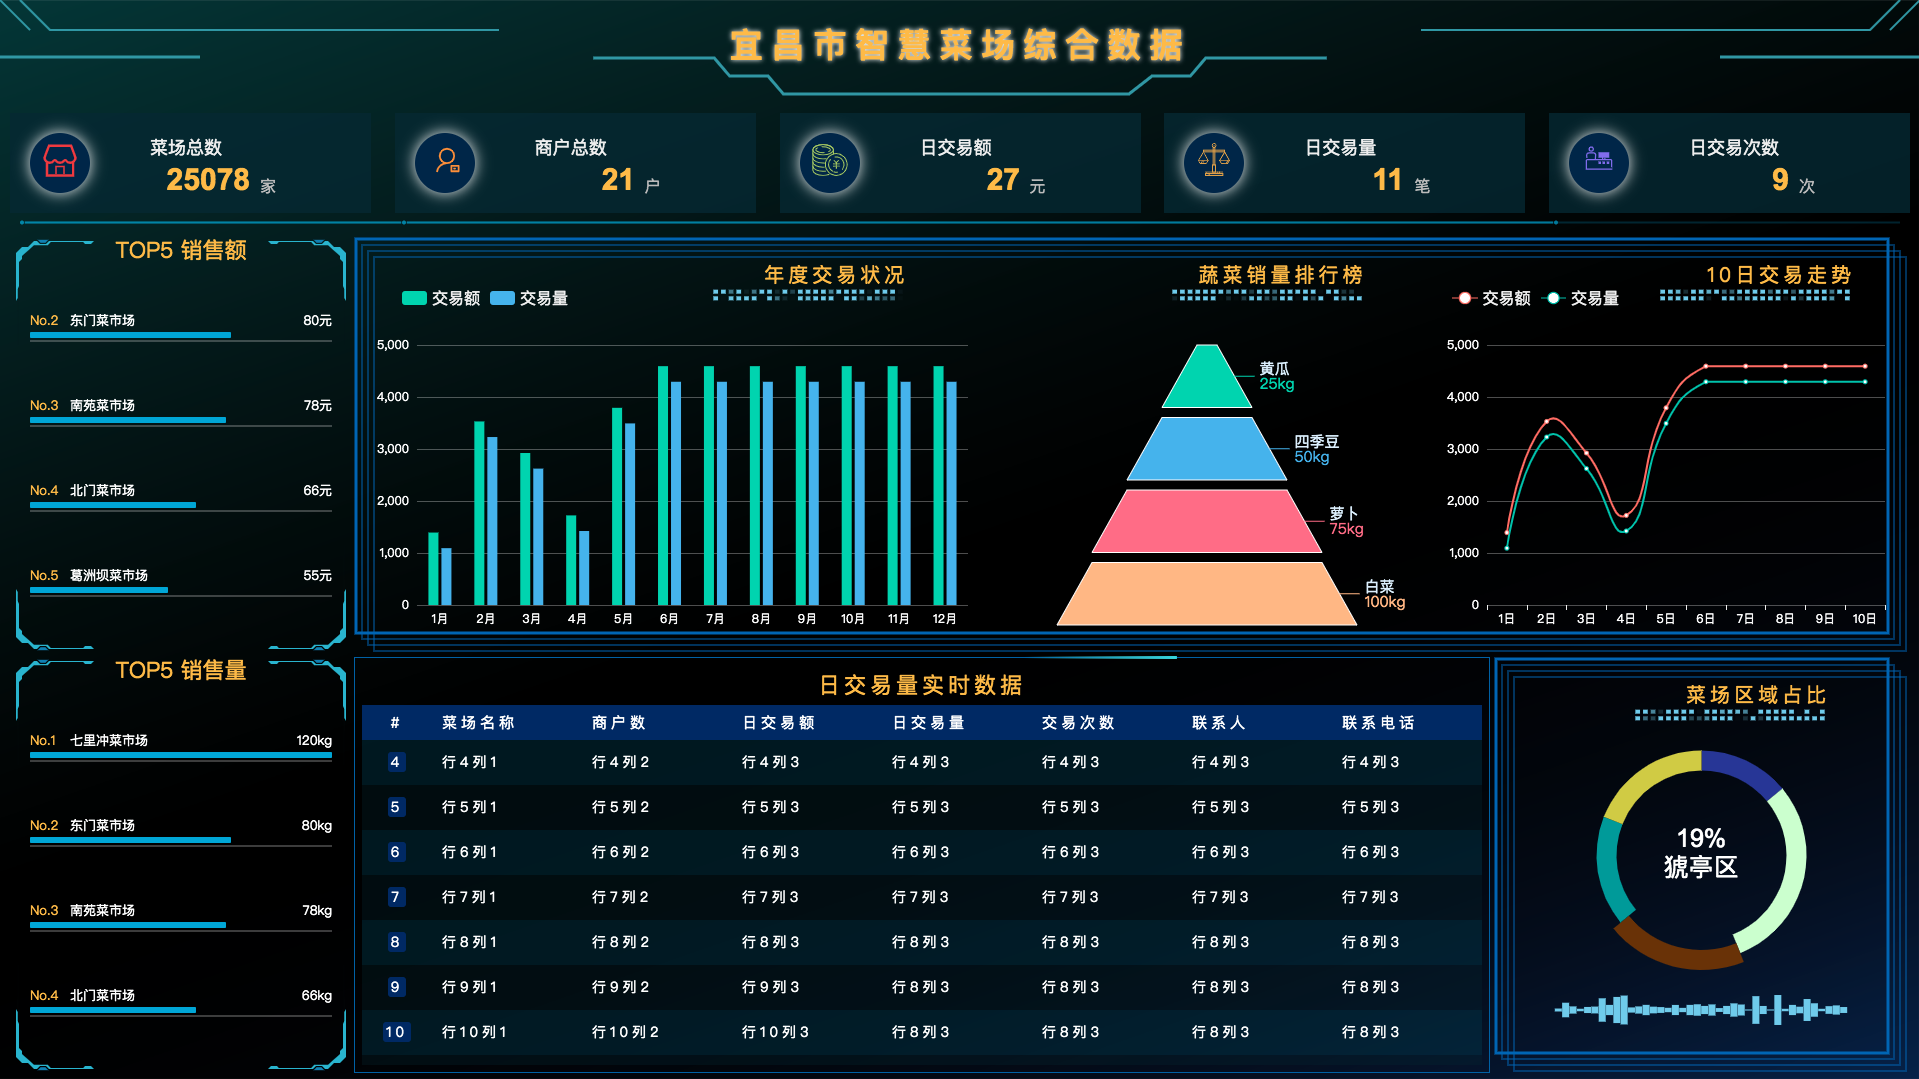 宜昌市智慧菜场综合数据
菜场总数
25078 家
商户总数
21 户
日交易额
27 元
日交易量
11 笔
日交易次数
9 次
TOP5 销售额
No.2 东门菜市场 80元
No.3 南苑菜市场 78元
No.4 北门菜市场 66元
No.5 葛洲坝菜市场 55元
TOP5 销售量
No.1 七里冲菜市场 120kg
No.2 东门菜市场 80kg
No.3 南苑菜市场 78kg
No.4 北门菜市场 66kg
年度交易状况
交易额 交易量
5,000
4,000
3,000
2,000
1,000
0
1月 2月 3月 4月 5月 6月 7月 8月 9月 10月 11月 12月
蔬菜销量排行榜
黄瓜
25kg
四季豆
50kg
萝卜
75kg
白菜
100kg
10日交易走势
交易额 交易量
5,000
4,000
3,000
2,000
1,000
0
1日 2日 3日 4日 5日 6日 7日 8日 9日 10日
日交易量实时数据
# 菜场名称 商户数 日交易额 日交易量 交易次数 联系人 联系电话
4 行4列1 行4列2 行4列3 行4列3 行4列3 行4列3 行4列3
5 行5列1 行5列2 行5列3 行5列3 行5列3 行5列3 行5列3
6 行6列1 行6列2 行6列3 行6列3 行6列3 行6列3 行6列3
7 行7列1 行7列2 行7列3 行7列3 行7列3 行7列3 行7列3
8 行8列1 行8列2 行8列3 行8列3 行8列3 行8列3 行8列3
9 行9列1 行9列2 行9列3 行8列3 行8列3 行8列3 行8列3
10 行10列1 行10列2 行10列3 行8列3 行8列3 行8列3 行8列3
菜场区域占比
19%
猇亭区